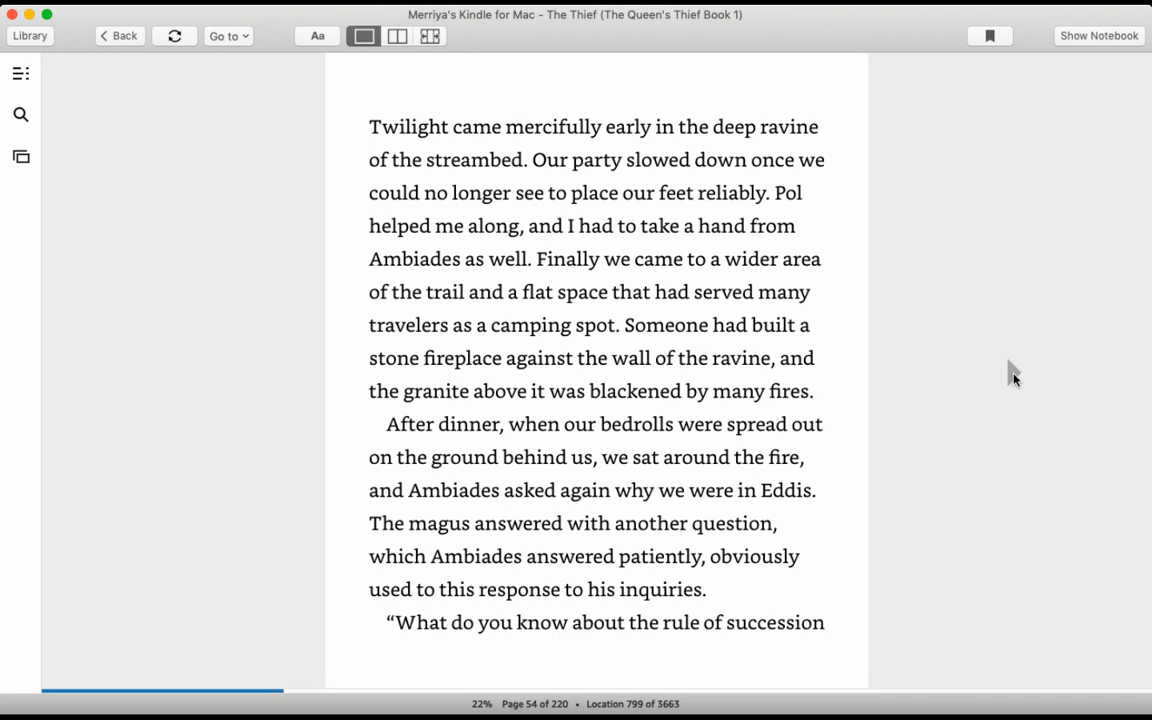 Merriya's Kindle for Mac - The Thief (The Queen's Thief Book 1)
Library
Back
Go to
Aa
Show Notebook
Twilight came mercifully early in the deep ravine
of the streambed. Our party slowed down once we
could no longer see to place our feet reliably. Pol
helped me along, and I had to take a hand from
Ambiades as well. Finally we came to a wider area
of the trail and a flat space that had served many
travelers as a camping spot. Someone had built a
stone fireplace against the wall of the ravine, and
the granite above it was blackened by many fires.
After dinner, when our bedrolls were spread out
on the ground behind us, we sat around the fire,
and Ambiades asked again why we were in Eddis.
The magus answered with another question,
which Ambiades answered patiently, obviously
used to this response to his inquiries.
“What do you know about the rule of succession
22% Page 54 of 220 • Location 799 of 3663